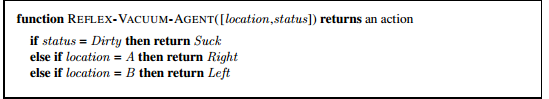 function REFLEX-VACUUM-AGENT([location,status]) returns an action
if status = Dirty then return Suck
else if location = A then return Right
else if location = B then return Left